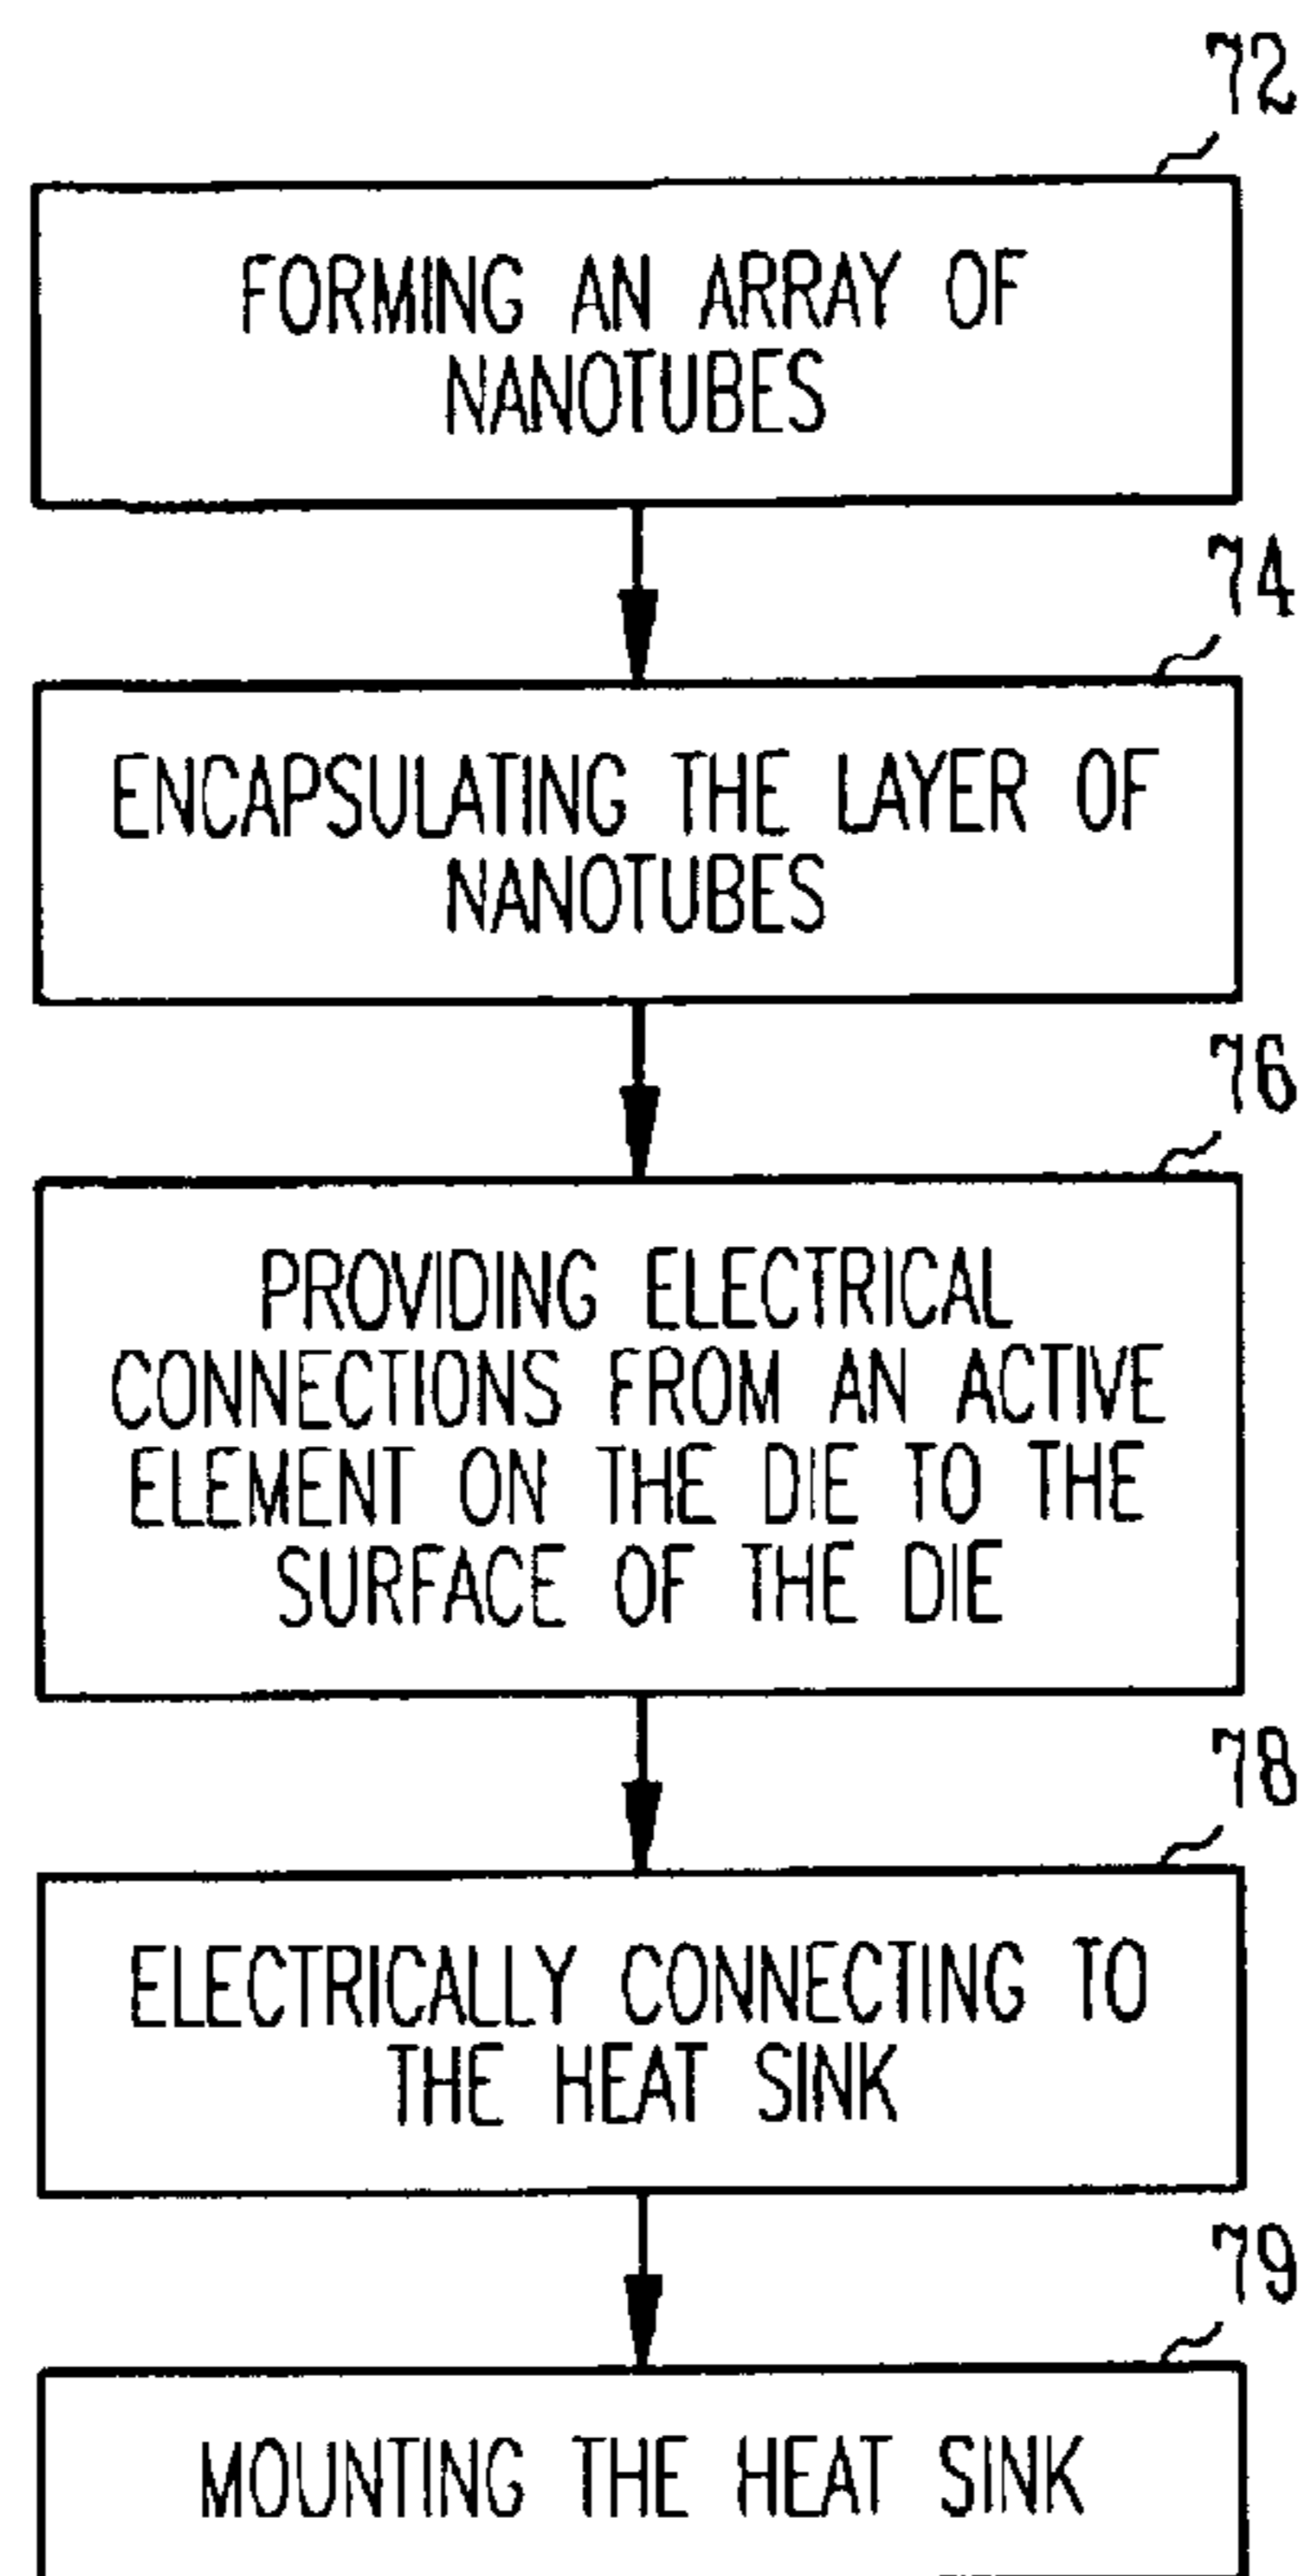 72
FORMING AN ARRAY OF
NANOTUBES
74
ENCAPSULATING THE LAYER OF
NANOTUBES
76
PROVIDING ELECTRICAL
CONNECTIONS FROM AN ACTIVE
ELEMENT ON THE DIE TO THE
SURFACE OF THE DIE
78
ELECTRICALLY CONNECTING TO
THE HEAT SINK
79
MOUNTING THE HEAT SINK